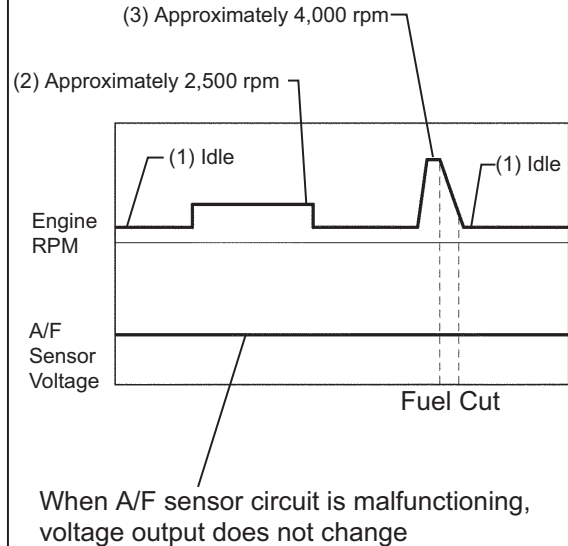 (3) Approximately 4,000 rpm
(2) Approximately 2,500 rpm
(1) Idle
(1) Idle
Engine
RPM
A/F
Sensor
Voltage
Fuel Cut
When A/F sensor circuit is malfunctioning,
voltage output does not change